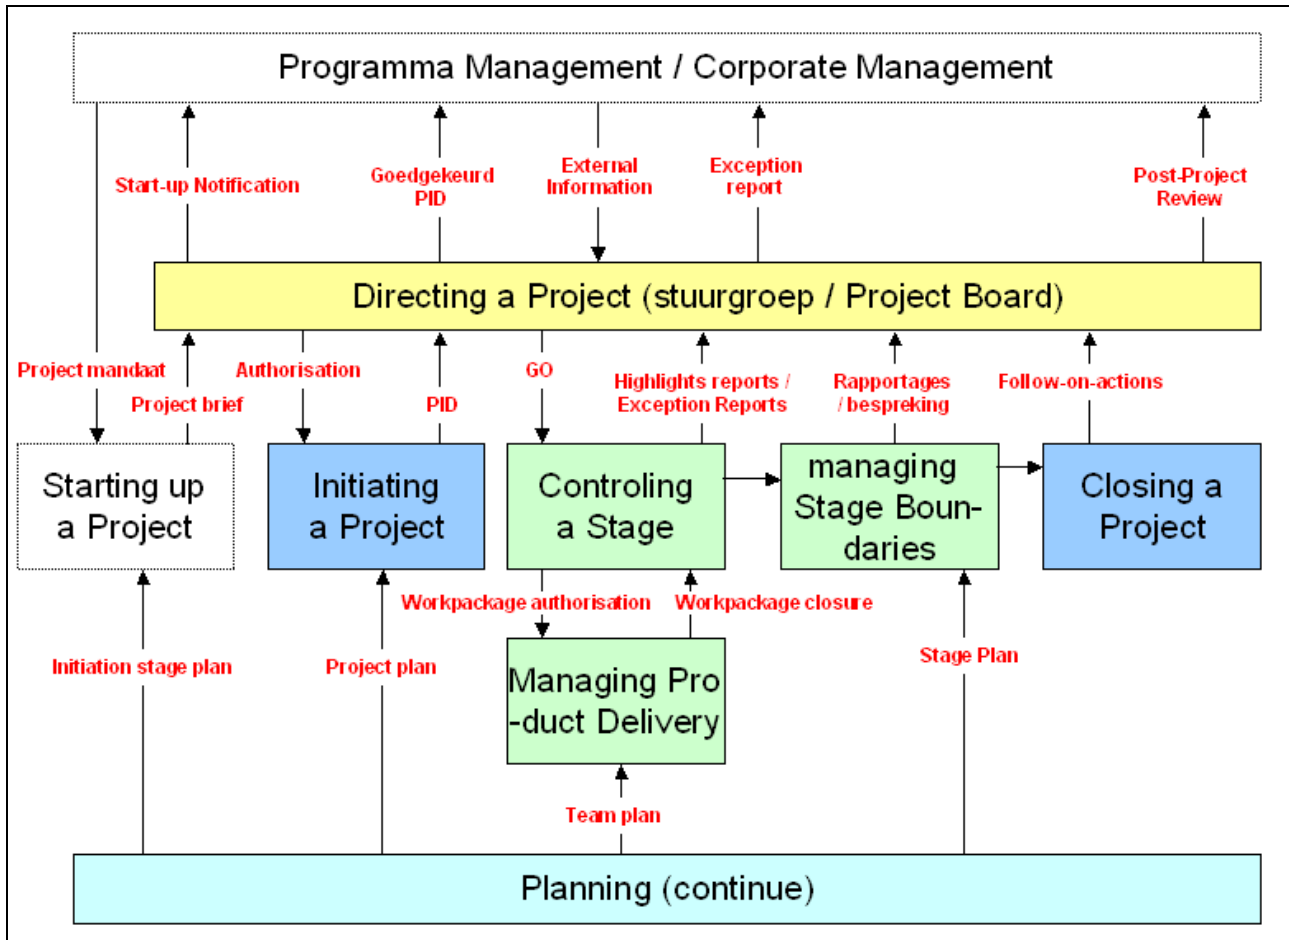 Programma Management / Corporate Management
Start-up Notification
Goedgekeurd
PID
External
Information
Exception
report
Post-Project
Review
Directing a Project (stuurgroep / Project Board)
Project mandaat
Project brief
Authorisation
PID
GO
Highlights reports /
Exception Reports
Rapportages
/ bespreking
Follow-on-actions
Starting up
a Project
Initiating
a Project
Controling
a Stage
managing
Stage Boun-
daries
Closing a
Project
Workpackage authorisation
Workpackage closure
Initiation stage plan
Project plan
Managing Pro
-duct Delivery
Stage Plan
Team plan
Planning (continue)